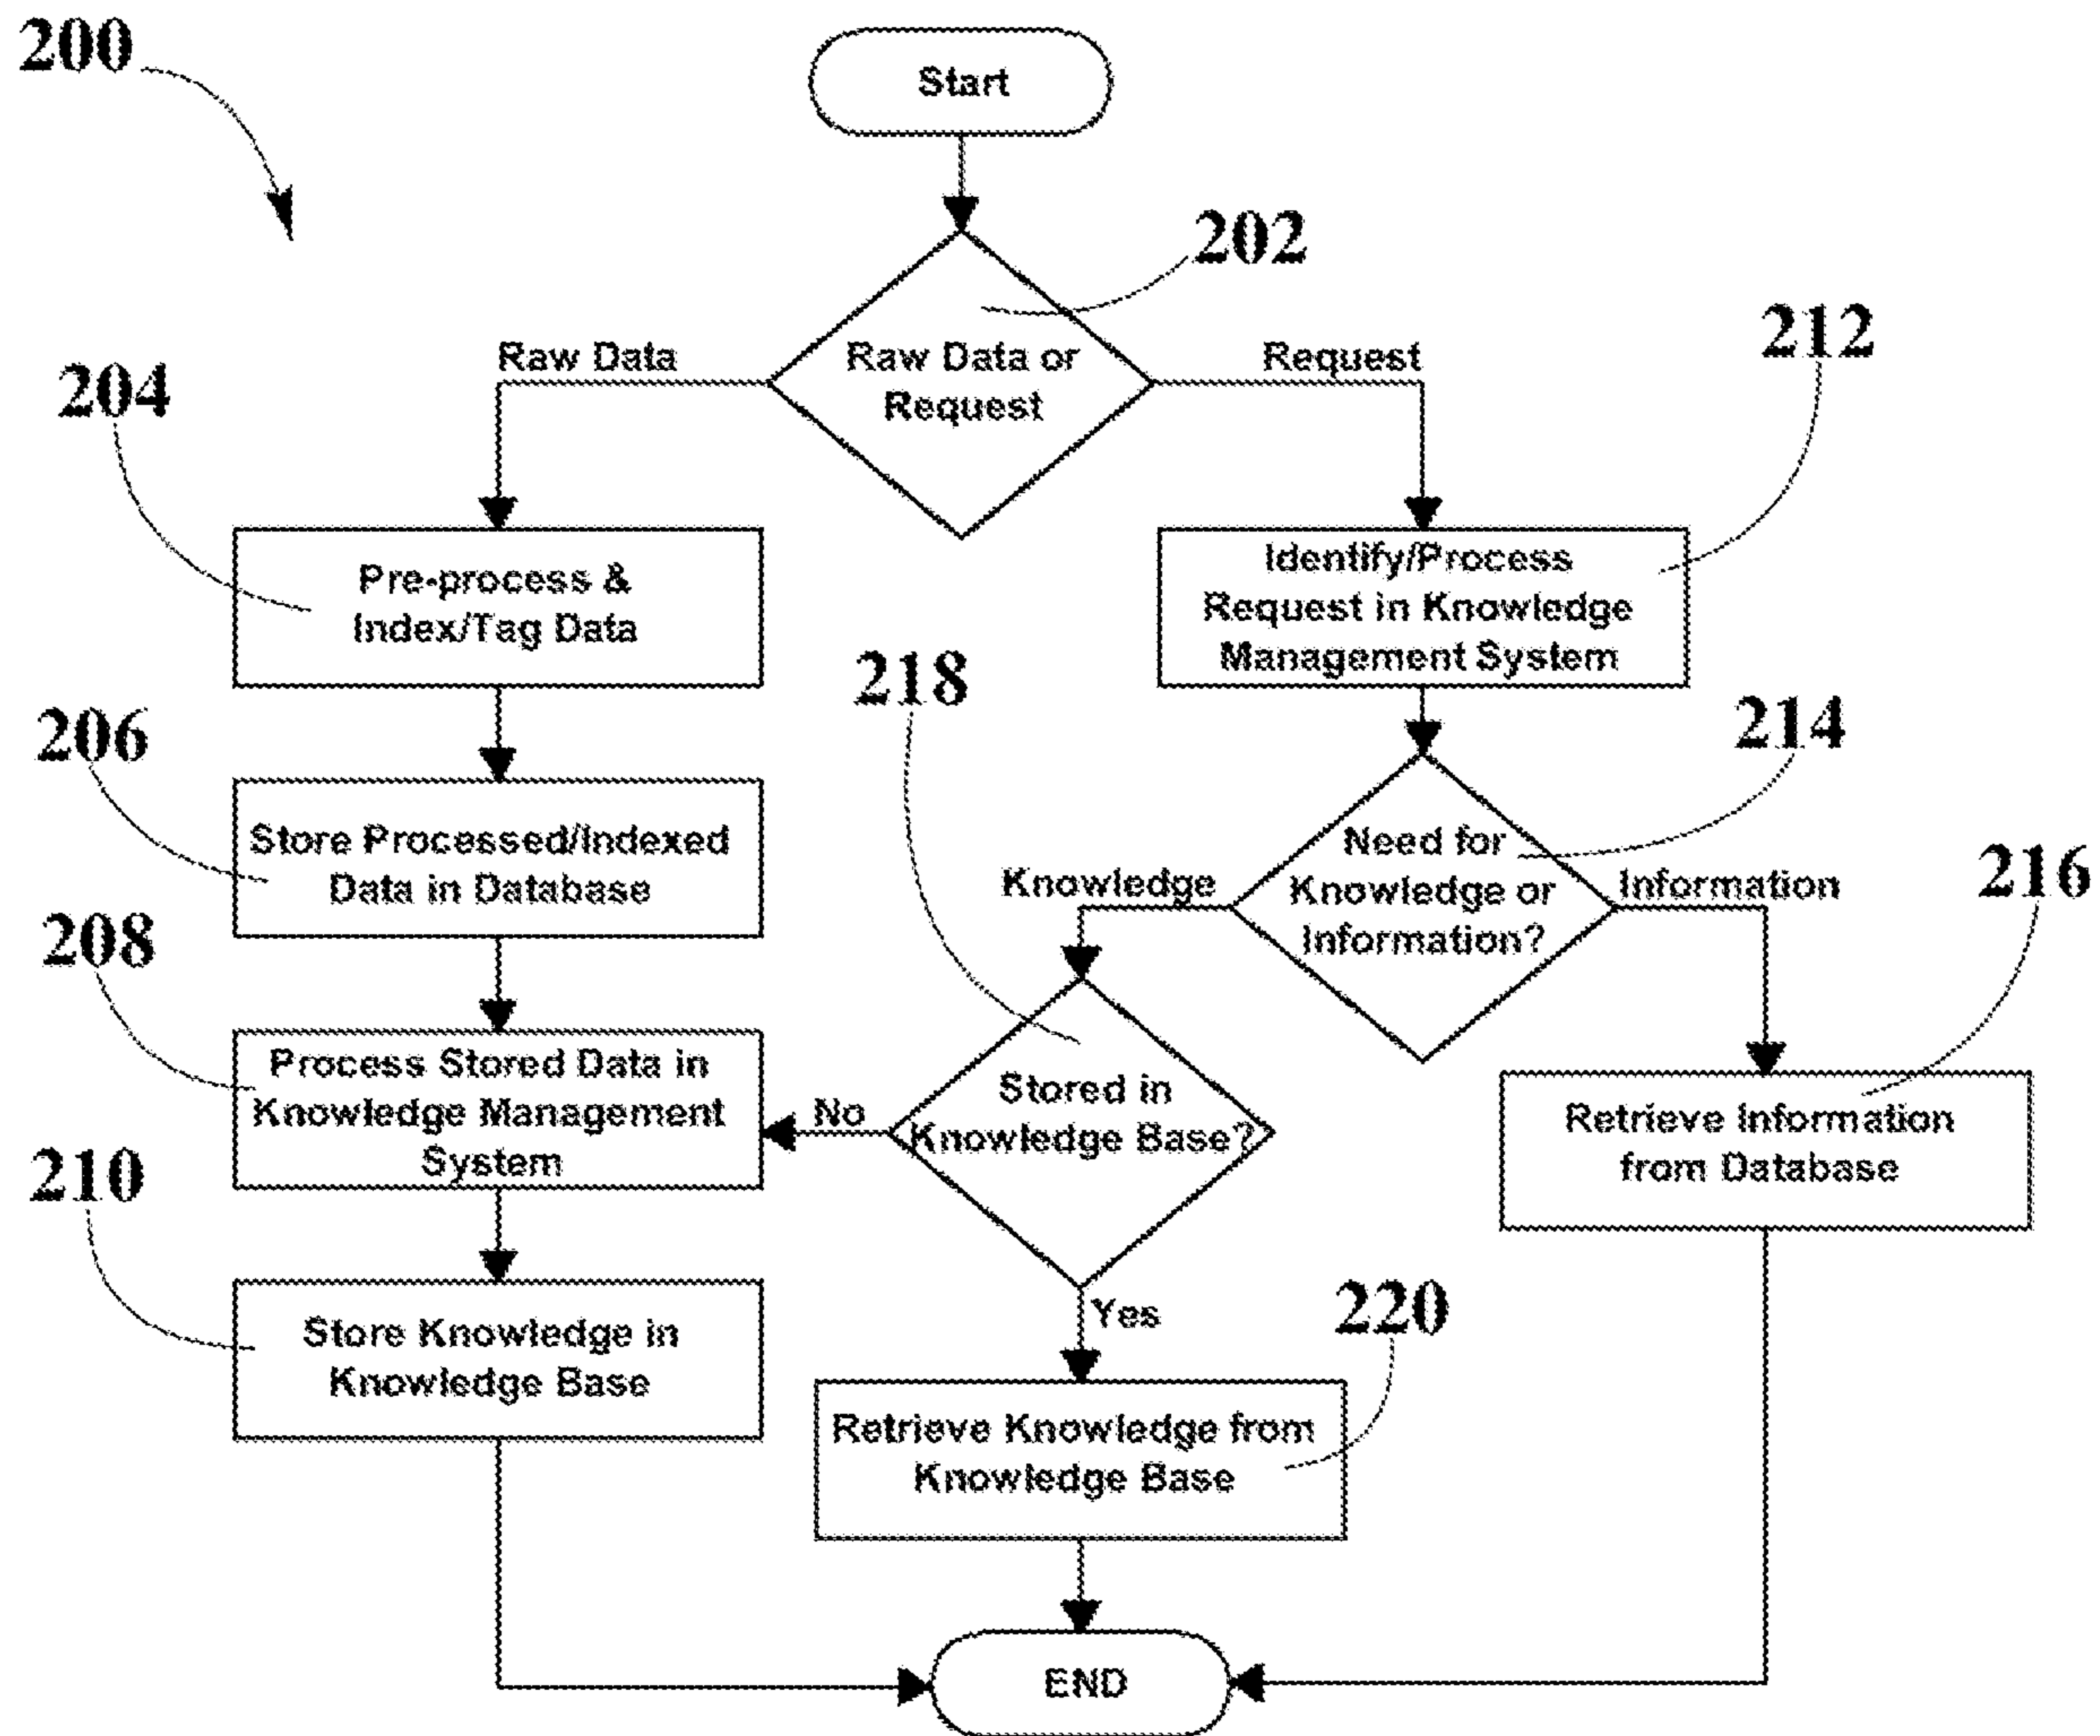 200
Start
202
Raw Data
Raw Data or
Request
Request
212
204
Pre-process &
Index/Tag Data
Identify/Process
Request in Knowledge
Management System
218
214
206
Store Processed/Indexed
Data in Database
Need for
Knowledge or
Information?
Knowledge
Information
216
208
Process Stored Data in
Knowledge Management
System
No
Stored in
Knowledge Base?
Retrieve Information
from Database
210
Store Knowledge in
Knowledge Base
Yes
220
Retrieve Knowledge from
Knowledge Base
END